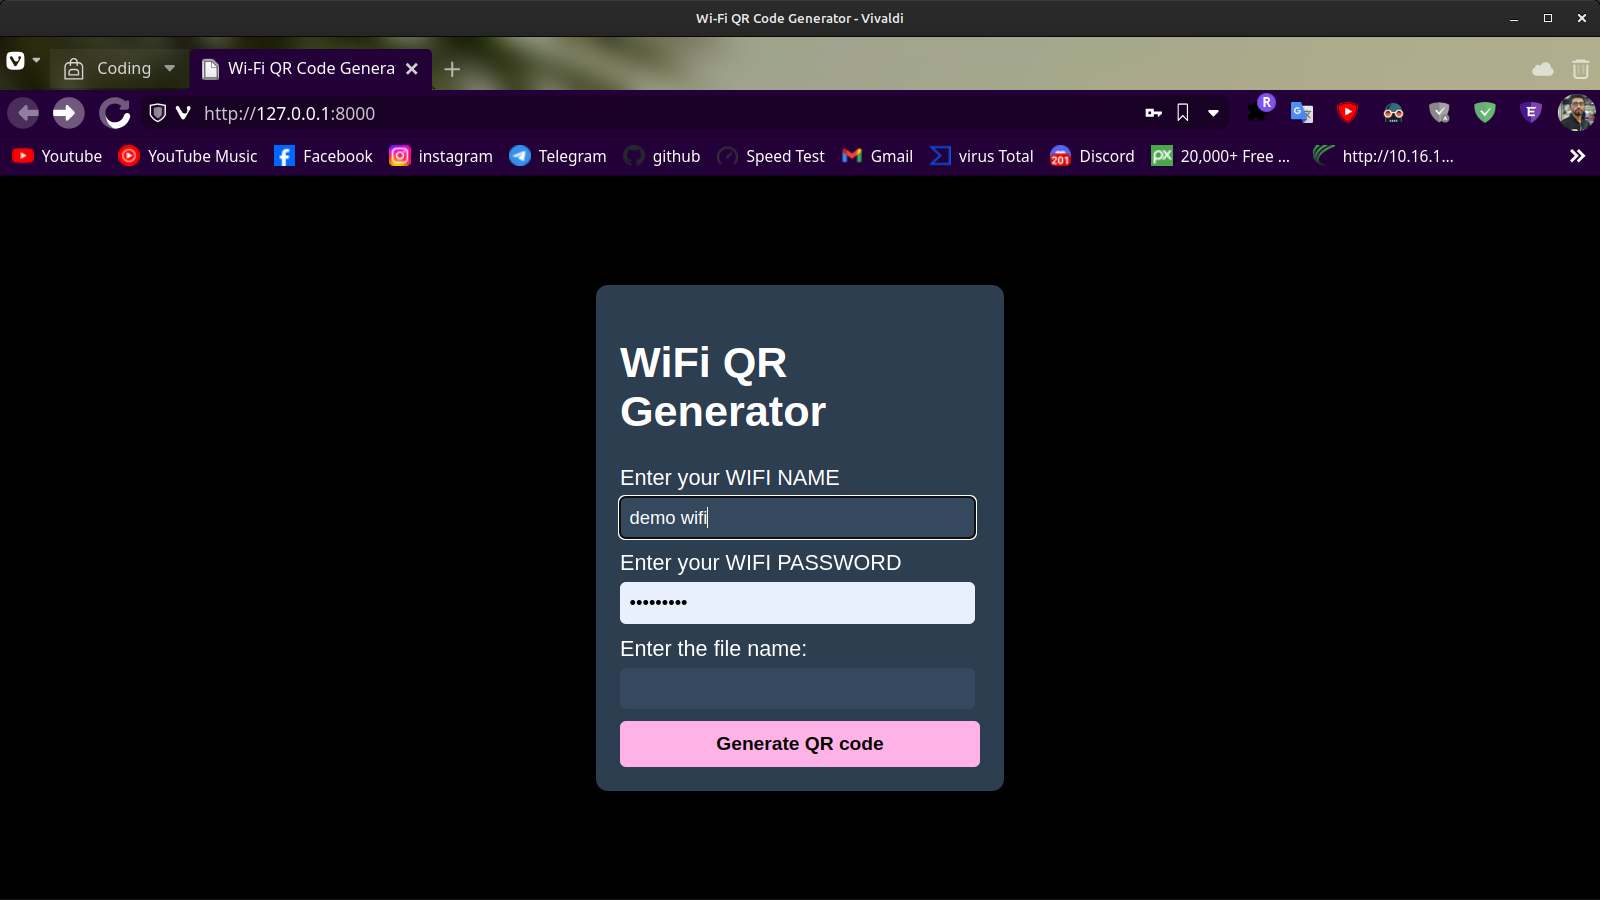 Wi-Fi QR Code Generator - Vivaldi
Coding
Wi-Fi QR Code Genera
http://127.0.0.1:8000
R
E
Youtube
YouTube Music
Facebook
instagram
Telegram
github
Speed Test
Gmail
virus Total
201
Discord
PX
20,000+ Free ...
http://10.16.1...
WiFi QR
Generator
Enter your WIFI NAME
demo wifi
Enter your WIFI PASSWORD
•••••••••
Enter the file name:
Generate QR code